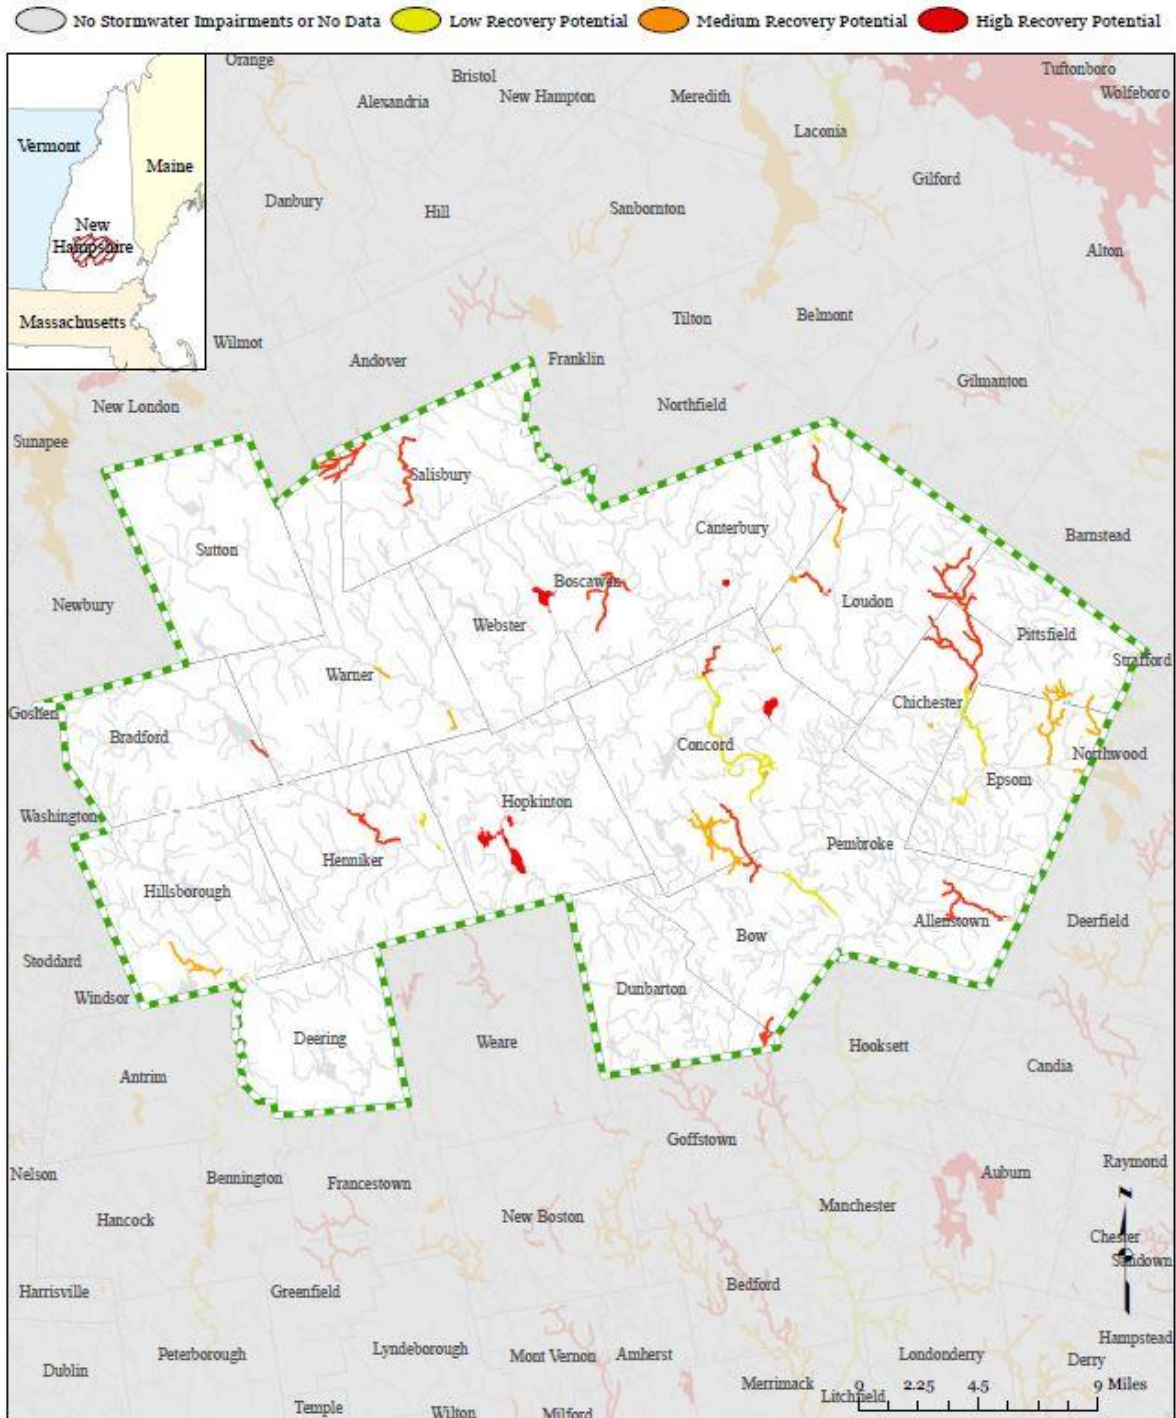 No Stormwater Impairments or No Data Low Recovery Potential Medium Recovery Potential High Recovery Potential
Orange
Bristol
Alexandria
New Hampton
Meredith
Tuftonboro
Wolfeboro
Laconia
Vermont
Maine
New
Hampshire
Massachusetts
Danbury
Hill
Sanbornton
Gilford
Alton
Tilton
Belmont
Wilmot
Andover
Franklin
Gilmanton
New London
Northfield
Sunapee
Salisbury
Canterbury
Barnstead
Sutton
Boscawen
Newbury
Webster
Loudon
Pittsfield
Strafford
Warner
Chichester
Goshen
Bradford
Concord
Northwood
Epsom
Washington
Hopkinton
Henniker
Pembroke
Hillsborough
Allenstown
Deerfield
Bow
Stoddard
Windsor
Dunbarton
Deering
Weare
Hooksett
Candia
Antrim
Goffstown
Nelson
Bennington
Francestown
Auburn
Raymond
Hancock
New Boston
Manchester
Chester
Sandown
Harrisville
Greenfield
Bedford
Hampstead
Dublin
Peterborough
Lyndeborough
Mont Vernon
Amherst
Londonderry
Derry
Merrimack
Litchfield
0 2.25 4.5 9 Miles
Temple
Wilton
Milford